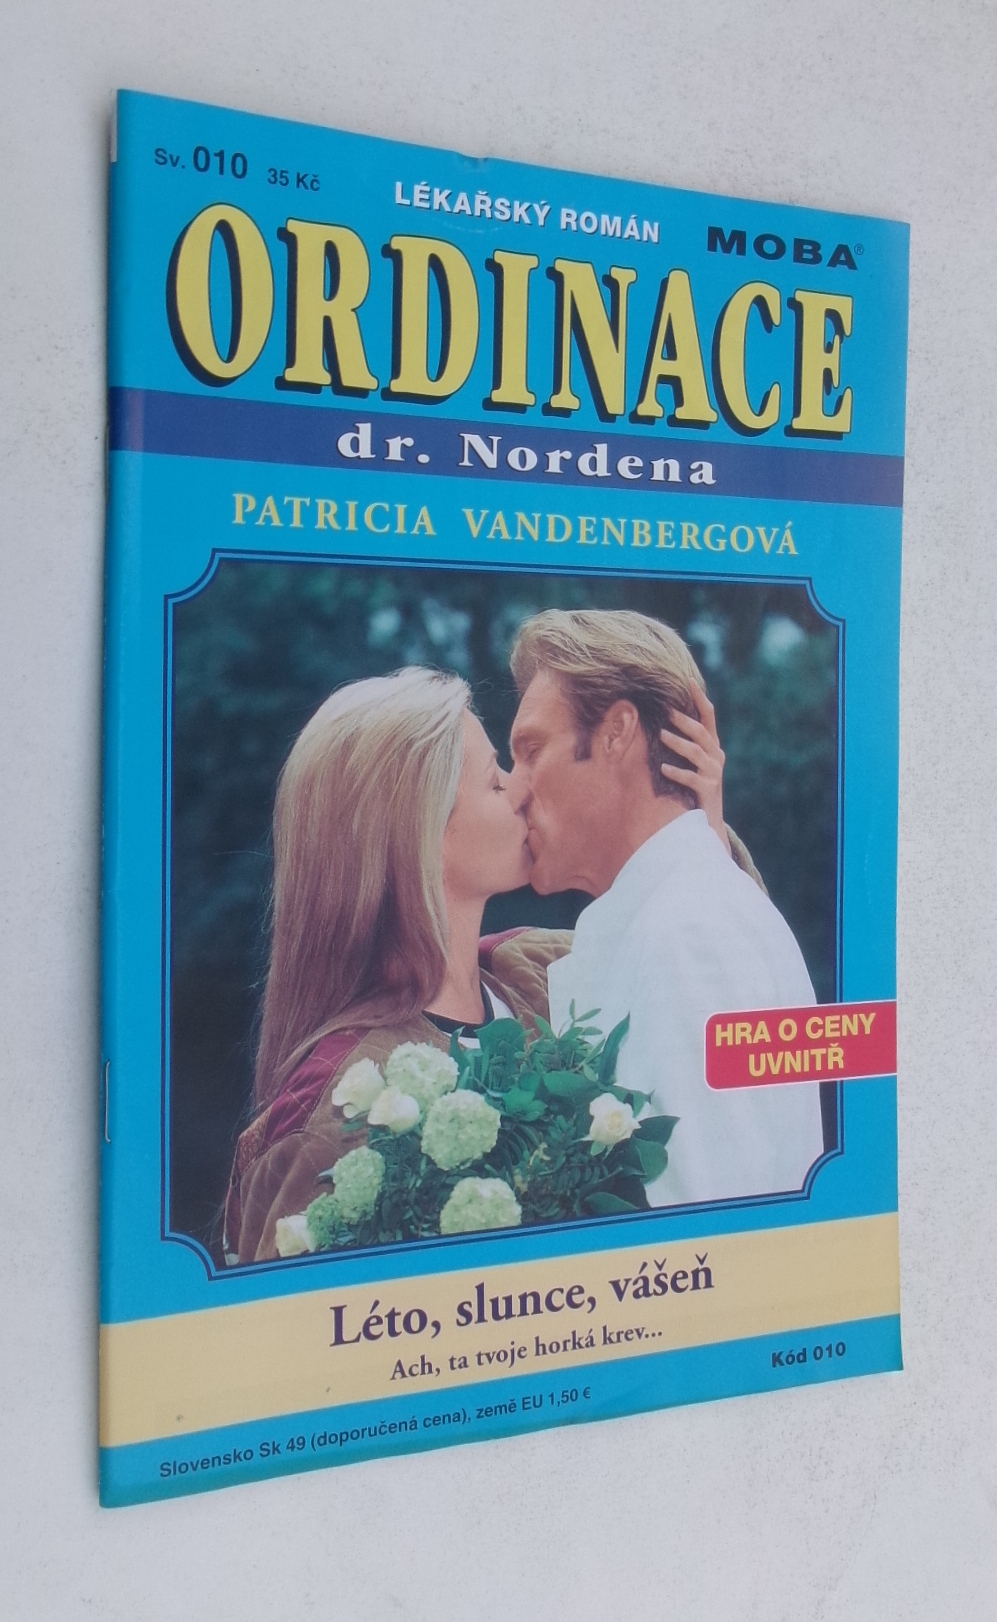 Sv. 010 35 Kč
LÉKAŘSKÝ ROMÁN
MOBA®
ORDINACE
dr. Nordena
PATRICIA VANDENBERGOVÁ
HRA O CENY
UVNITŘ
Léto, slunce, vášeň
Ach, ta tvoje horká krev...
Kód 010
Slovensko Sk 49 (doporučená cena), země EU 1,50 €